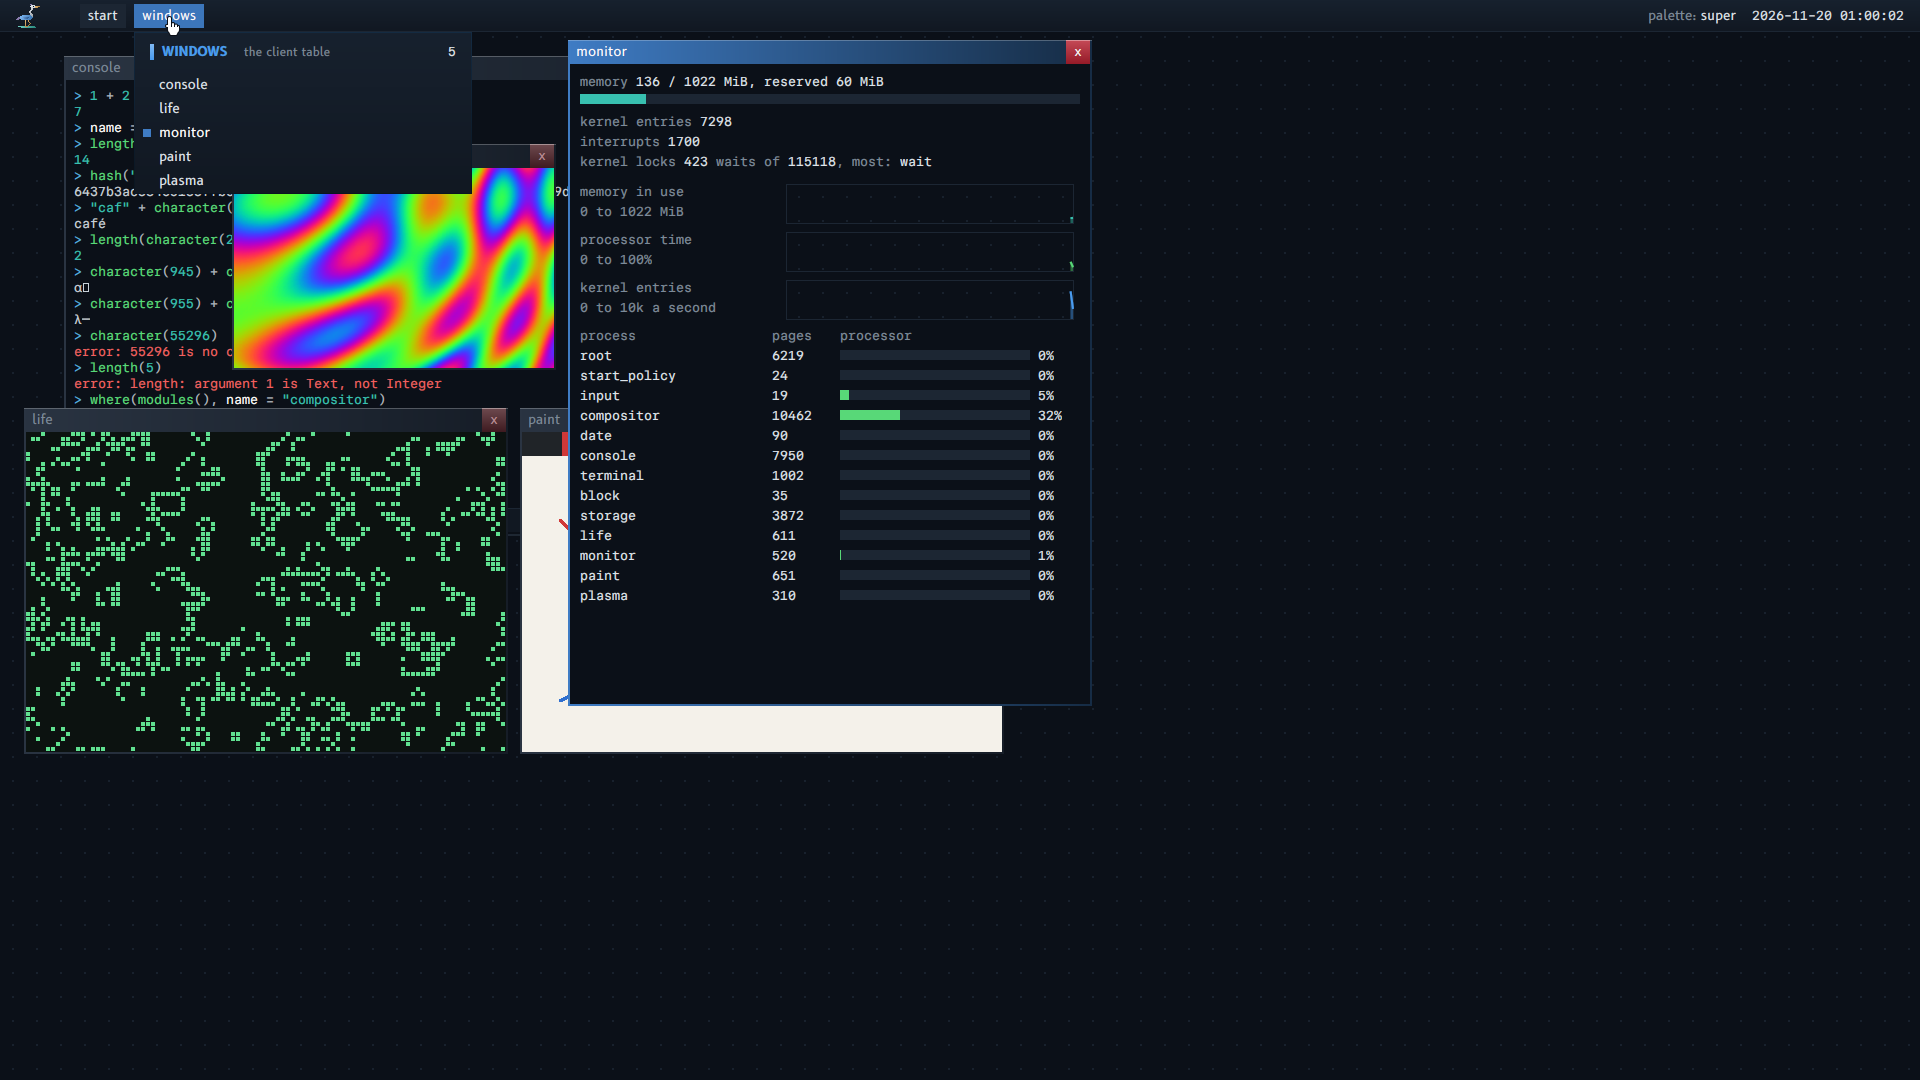 start windows palette: super 2026-11-20 01:00:02
WINDOWS the client table 5
console
life
monitor
paint
plasma
console
> 1 + 2
7
> name =
> length
14
> hash("
> "caf" + character(
café
> length(character(2
2
> character(945) + c
α
> character(955) + c
λ—
> character(55296)
error: 55296 is no c
> length(5)
error: length: argument 1 is Text, not Integer
> where(modules(), name = "compositor")
x
life x
paint
monitor x
memory 136 / 1022 MiB, reserved 60 MiB
kernel entries 7298
interrupts 1700
kernel locks 423 waits of 115118, most: wait
memory in use
0 to 1022 MiB
processor time
0 to 100%
kernel entries
0 to 10k a second
process pages processor
root 6219 0%
start_policy 24 0%
input 19 5%
compositor 10462 32%
date 90 0%
console 7950 0%
terminal 1002 0%
block 35 0%
storage 3872 0%
life 611 0%
monitor 520 1%
paint 651 0%
plasma 310 0%